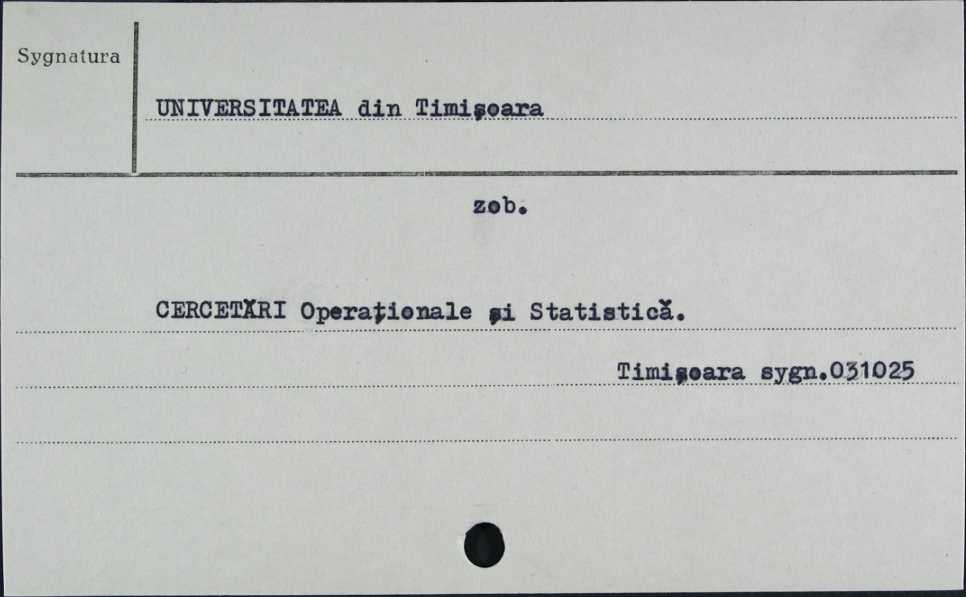 Sygnatura
UNIVERSITATEA din Timişoara
zob.
CERCETĂRI Operaţionale şi Statistică.
Timişoara sygn.031025